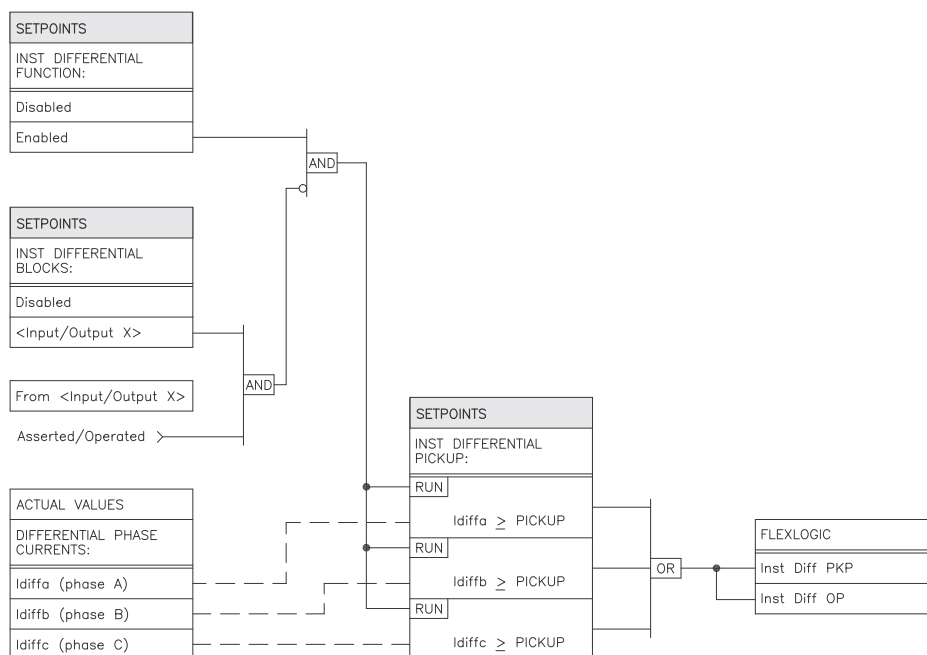 SETPOINTS
INST DIFFERENTIAL
FUNCTION:
Disabled
Enabled
AND
SETPOINTS
INST DIFFERENTIAL
BLOCKS:
Disabled
<Input/Output X>
AND
From <Input/Output X>
Asserted/Operated
ACTUAL VALUES
DIFFERENTIAL PHASE
CURRENTS:
Idiffa (phase A)
Idiffb (phase B)
Idiffc (phase C)
SETPOINTS
INST DIFFERENTIAL
PICKUP:
RUN
Idiffa ≥ PICKUP
RUN
Idiffb ≥ PICKUP
RUN
Idiffc ≥ PICKUP
OR
FLEXLOGIC
Inst Diff PKP
Inst Diff OP